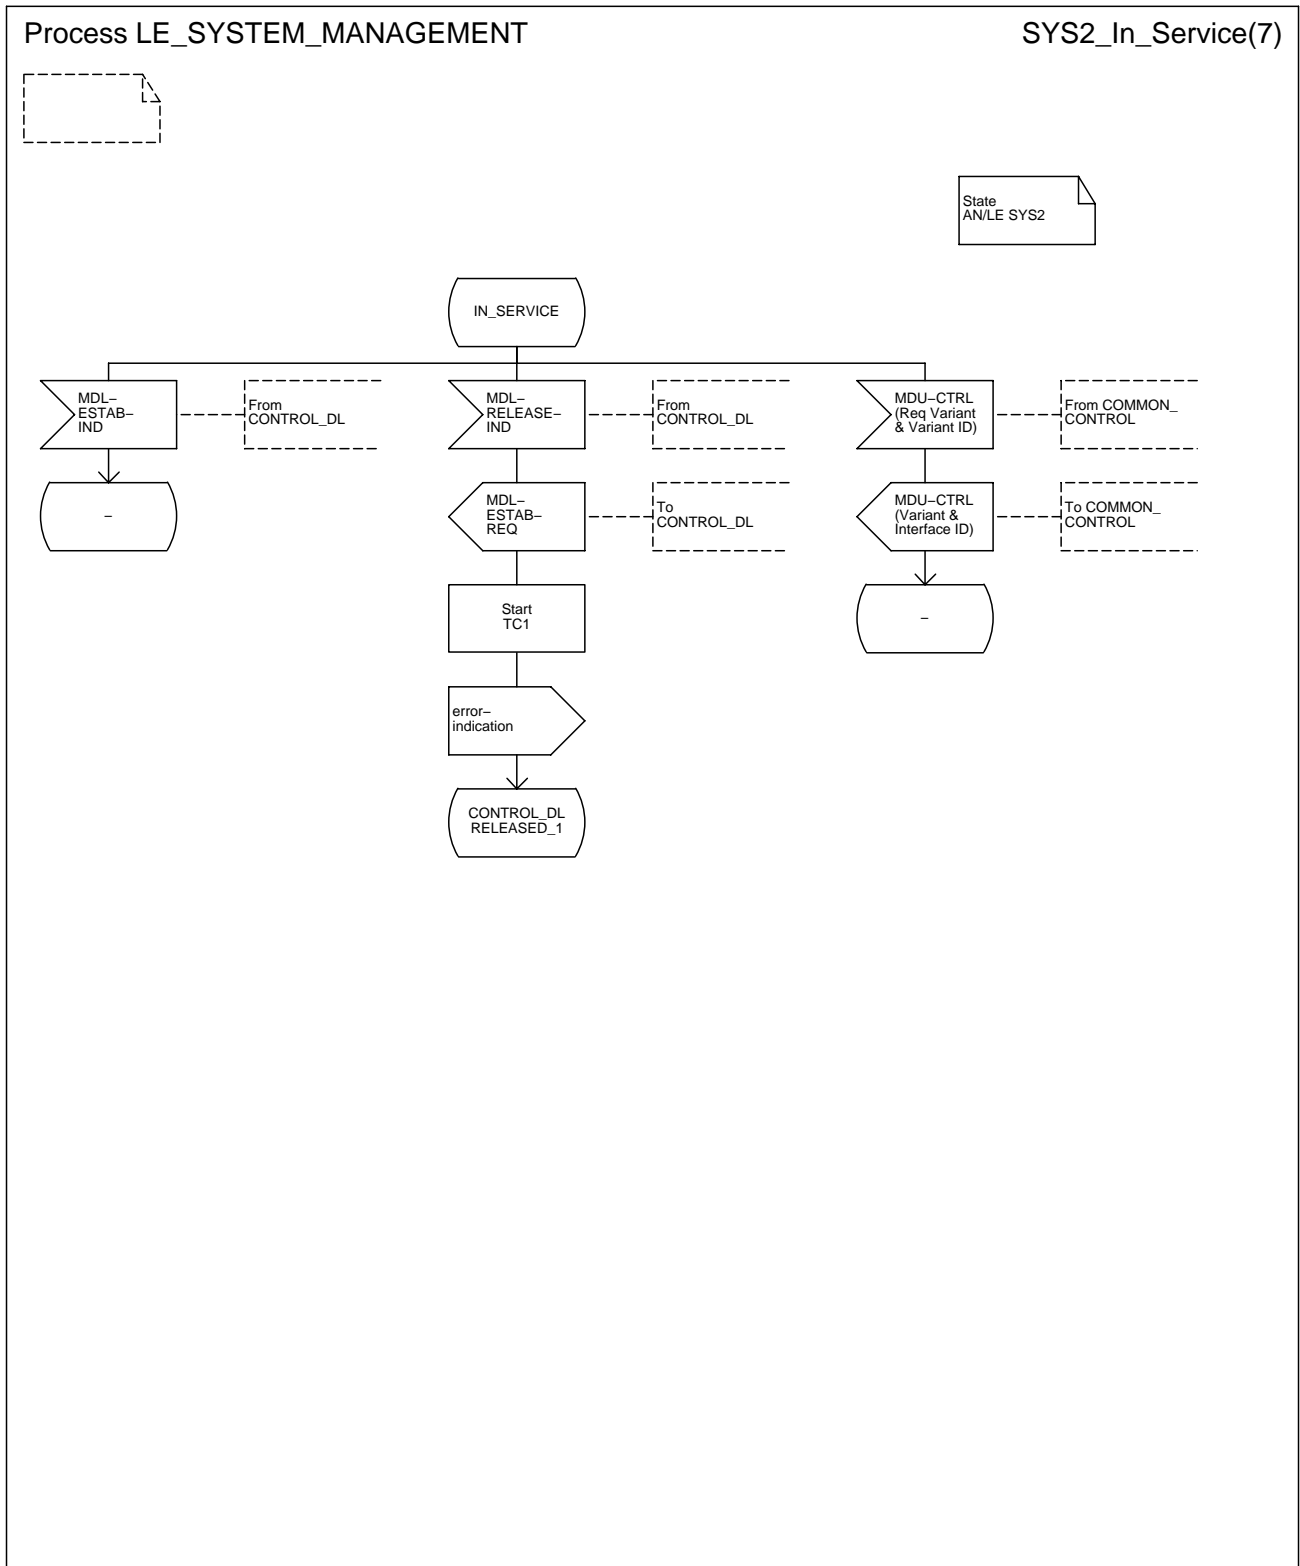 Process LE_SYSTEM_MANAGEMENT
SYS2_In_Service(7)
State
AN/LE SYS2
IN_SERVICE
MDL–
ESTAB–
IND
From
CONTROL_DL
MDL–
RELEASE–
IND
From
CONTROL_DL
MDU–CTRL
(Req Variant
& Variant ID)
From COMMON_
CONTROL
–
MDL–
ESTAB–
REQ
To
CONTROL_DL
MDU–CTRL
(Variant &
Interface ID)
To COMMON_
CONTROL
Start
TC1
–
error–
indication
CONTROL_DL
RELEASED_1